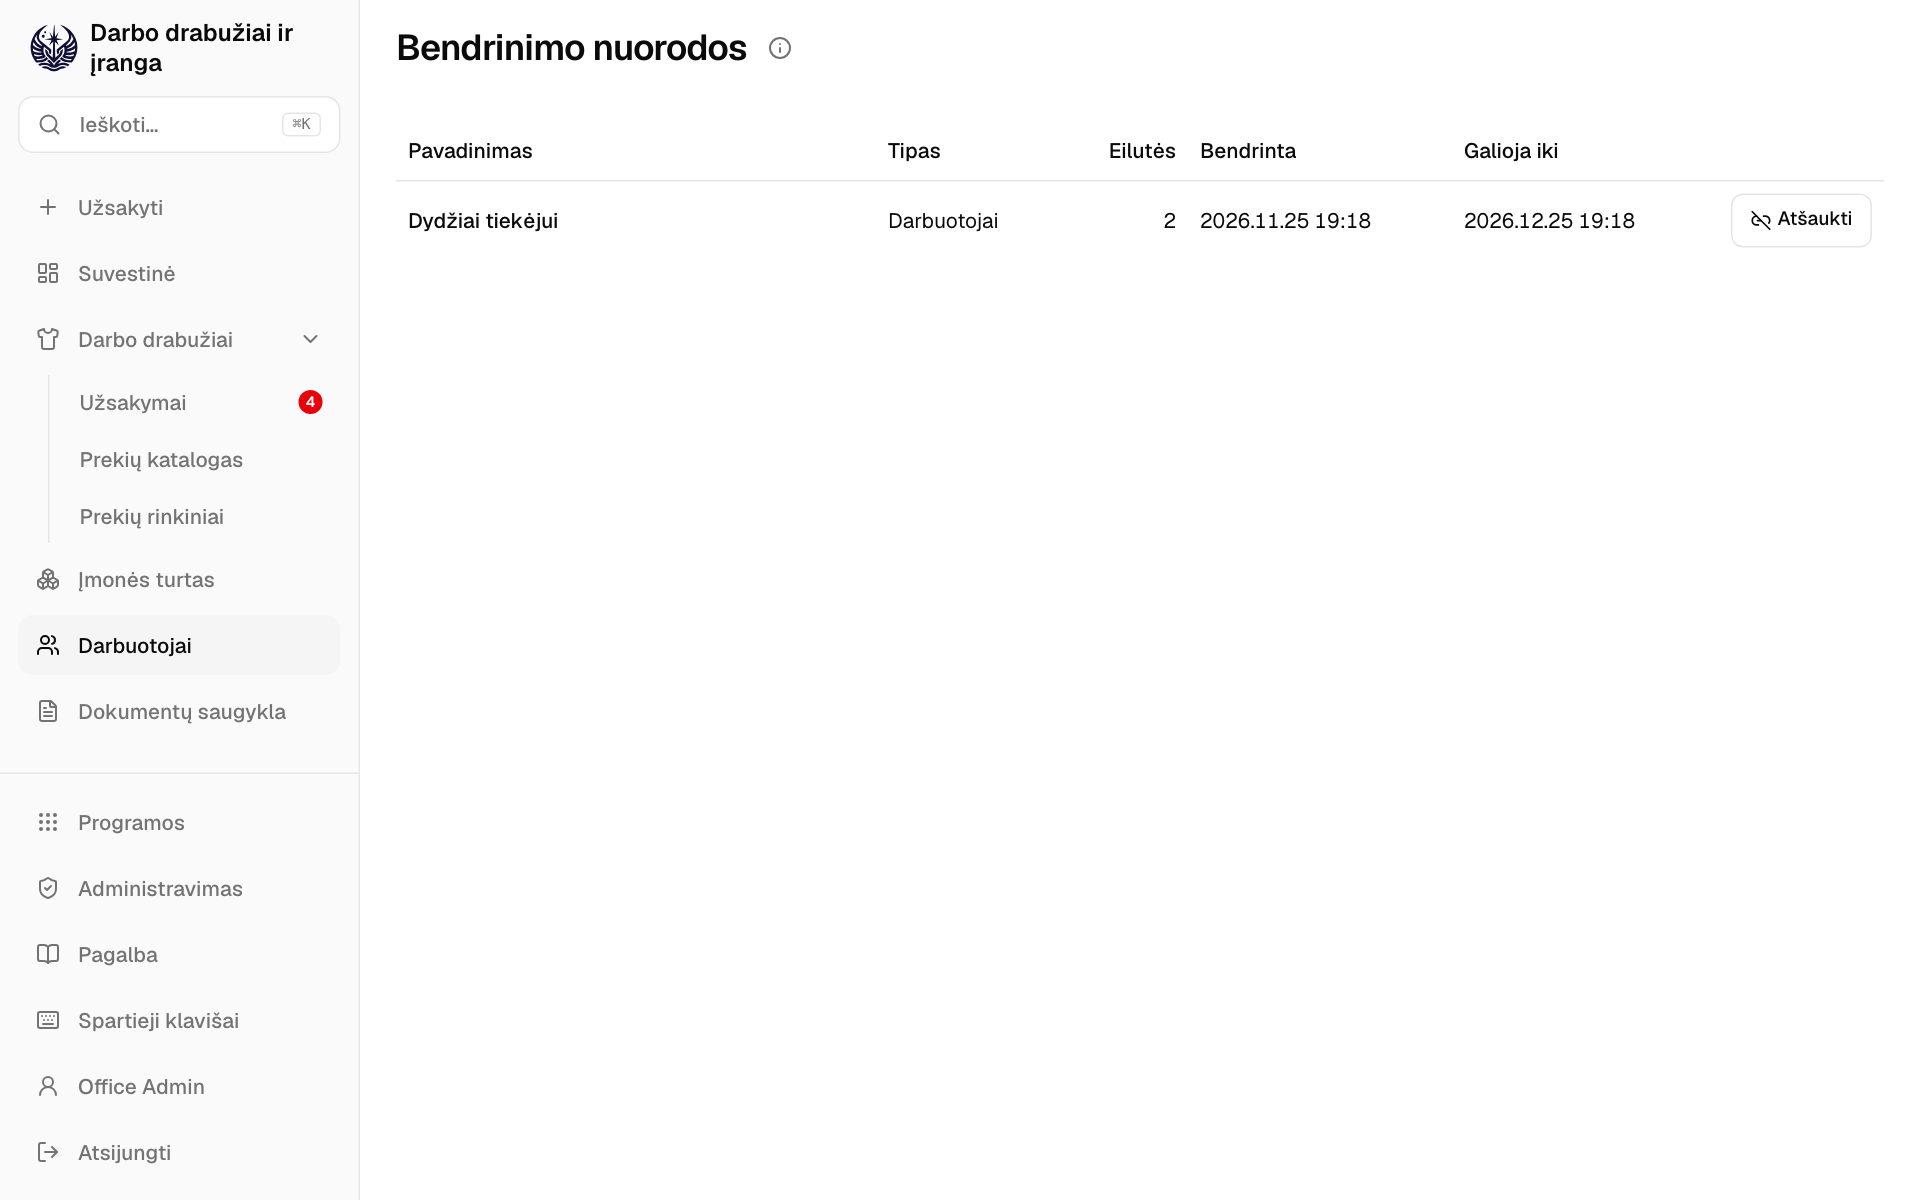 Darbo drabužiai ir
įranga
Ieškoti...
⌘K
Užsakyti
Suvestinė
Darbo drabužiai
Užsakymai
4
Prekių katalogas
Prekių rinkiniai
Įmonės turtas
Darbuotojai
Dokumentų saugykla
Programos
Administravimas
Pagalba
Spartieji klavišai
Office Admin
Atsijungti
Bendrinimo nuorodos
Pavadinimas Tipas Eilutės Bendrinta Galioja iki
Dydžiai tiekėjui Darbuotojai 2 2026.11.25 19:18 2026.12.25 19:18 Atšaukti